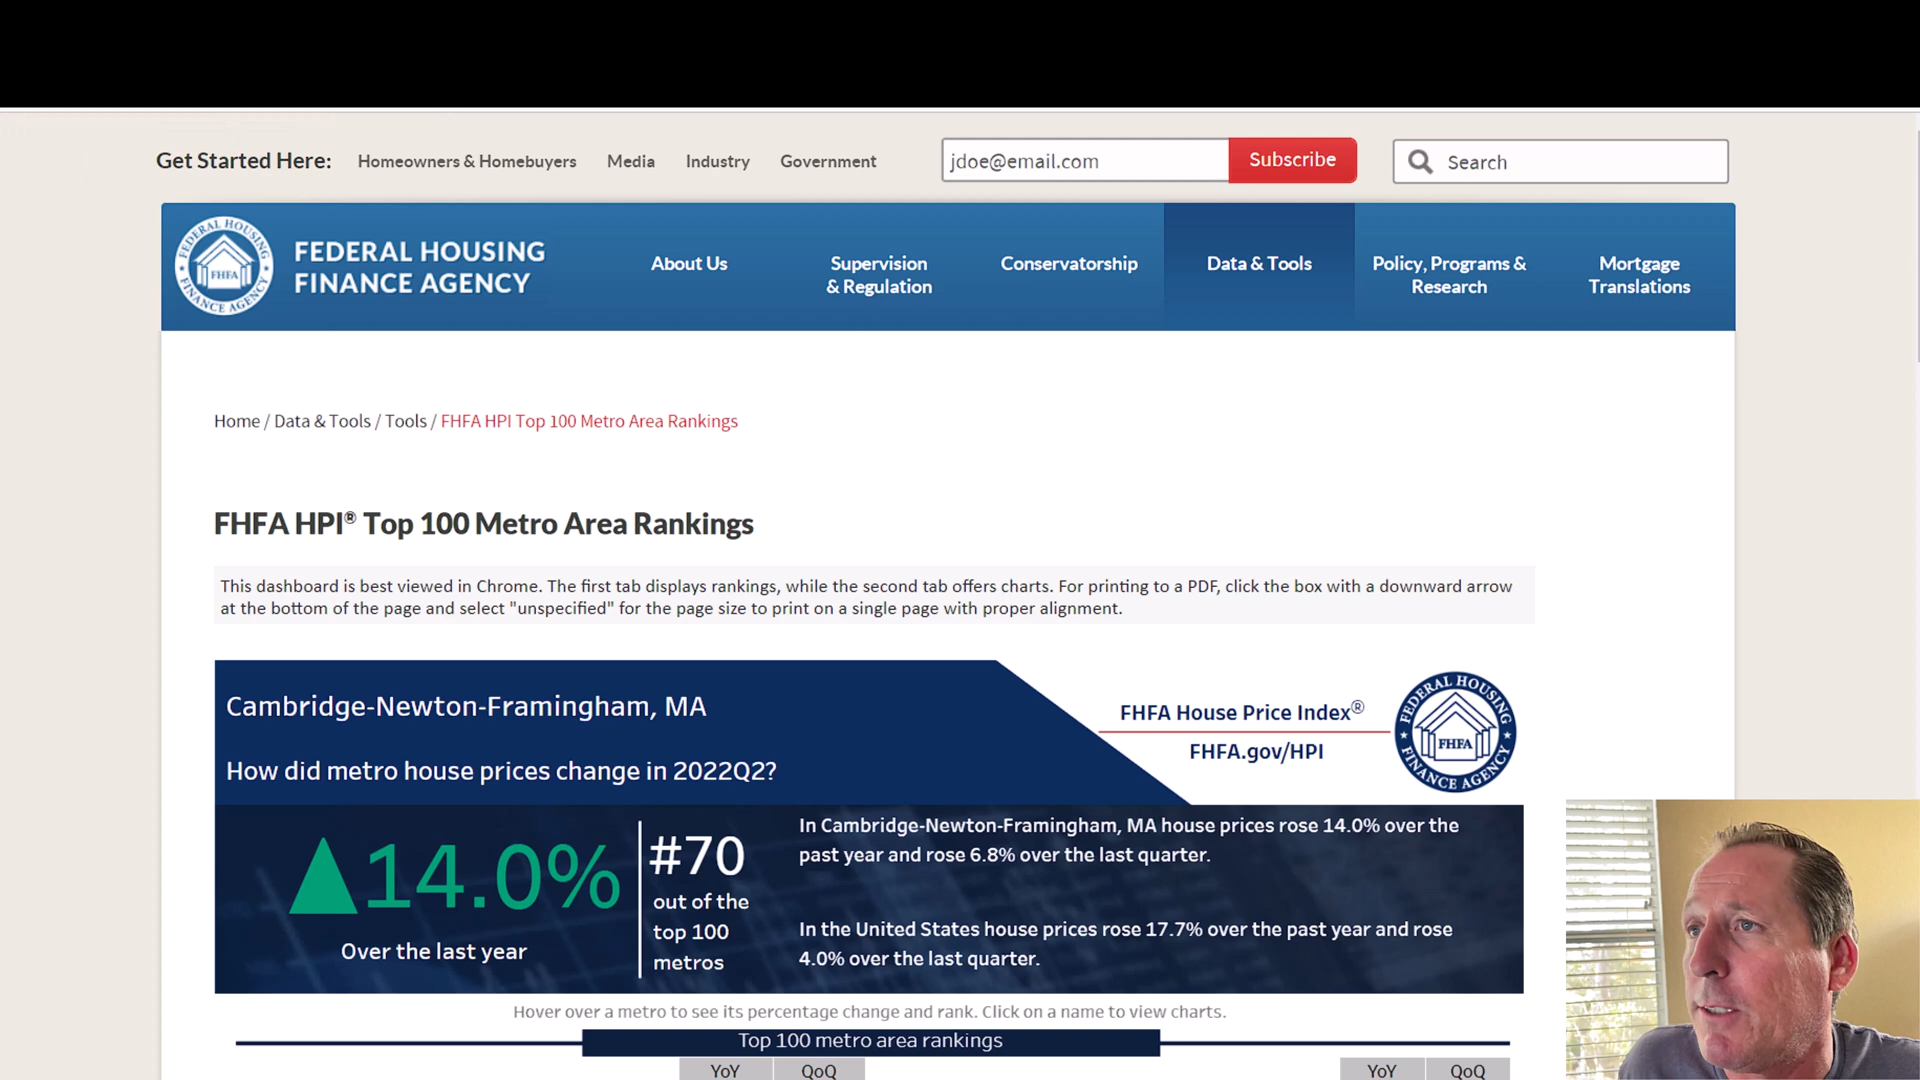 Get Started Here: Homeowners & Homebuyers Media Industry Government jdoe@email.com Subscribe Search
FEDERAL HOUSING
FINANCE AGENCY
FEDERAL HOUSING
FHFA
FINANCE AGENCY
About Us
Supervision
& Regulation
Conservatorship
Data & Tools
Policy, Programs &
Research
Mortgage
Translations
Home / Data & Tools / Tools / FHFA HPI Top 100 Metro Area Rankings
FHFA HPI® Top 100 Metro Area Rankings
This dashboard is best viewed in Chrome. The first tab displays rankings, while the second tab offers charts. For printing to a PDF, click the box with a downward arrow
at the bottom of the page and select "unspecified" for the page size to print on a single page with proper alignment.
Cambridge-Newton-Framingham, MA
How did metro house prices change in 2022Q2?
FHFA House Price Index®
FHFA.gov/HPI
FEDERAL HOUSING
FHFA
FINANCE AGENCY
▲14.0%
Over the last year
#70
out of the
top 100
metros
In Cambridge-Newton-Framingham, MA house prices rose 14.0% over the
past year and rose 6.8% over the last quarter.
In the United States house prices rose 17.7% over the past year and rose
4.0% over the last quarter.
Hover over a metro to see its percentage change and rank. Click on a name to view charts.
Top 100 metro area rankings
YoY QoQ YoY QoQ